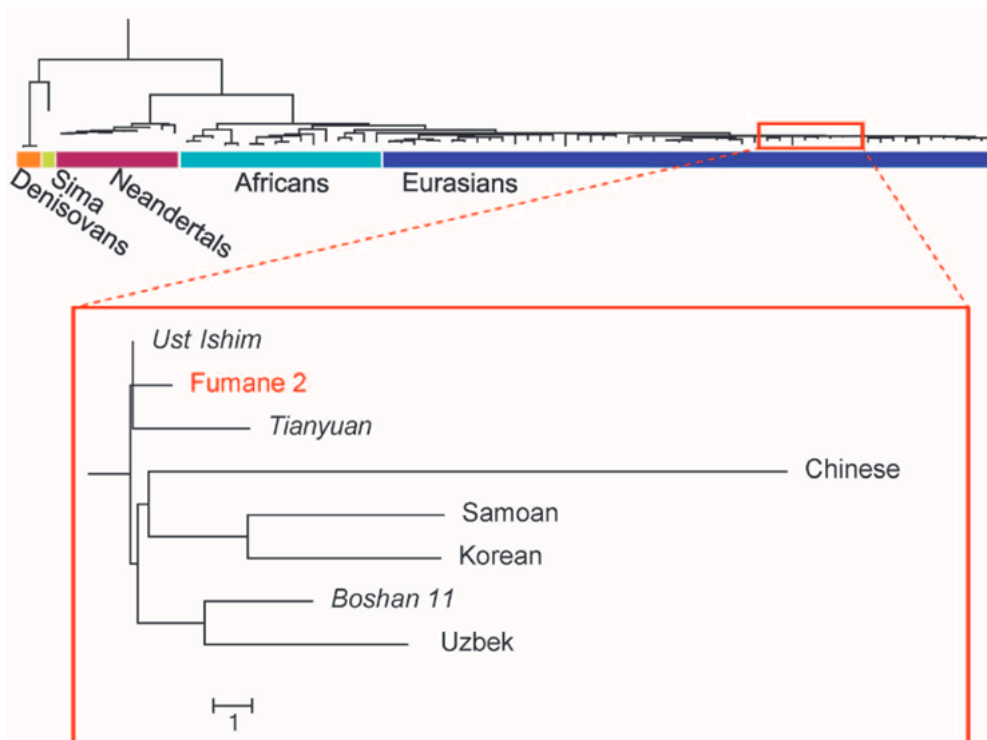 Denisovans
Sima
Neandertals
Africans
Eurasians
Ust Ishim
Fumane 2
Tianyuan
Chinese
Samoan
Korean
Boshan 11
Uzbek
1